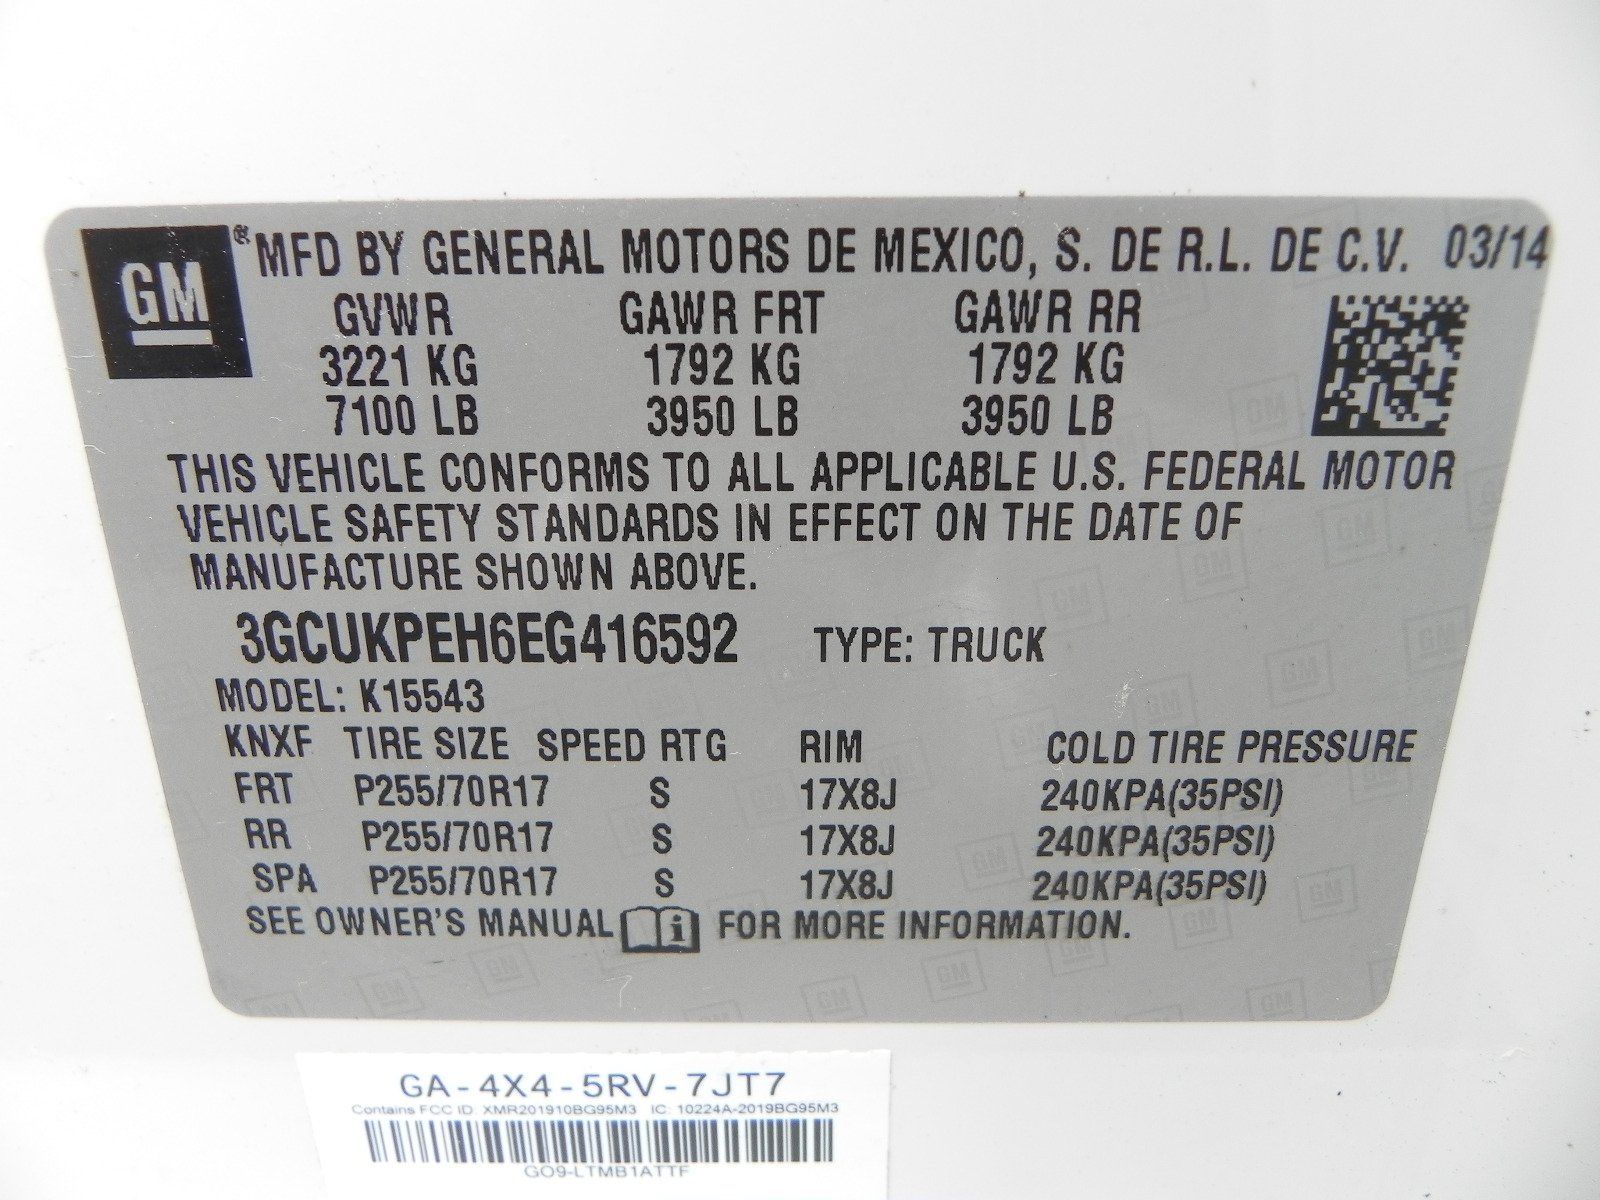 GM ® MFD BY GENERAL MOTORS DE MEXICO, S. DE R.L. DE C.V. 03/14
GVWR GAWR FRT GAWR RR
3221 KG 1792 KG 1792 KG
7100 LB 3950 LB 3950 LB
THIS VEHICLE CONFORMS TO ALL APPLICABLE U.S. FEDERAL MOTOR
VEHICLE SAFETY STANDARDS IN EFFECT ON THE DATE OF
MANUFACTURE SHOWN ABOVE.
3GCUKPEH6EG416592 TYPE: TRUCK
MODEL: K15543
KNXF TIRE SIZE SPEED RTG RIM COLD TIRE PRESSURE
FRT P255/70R17 S 17X8J 240KPA(35PSI)
RR P255/70R17 S 17X8J 240KPA(35PSI)
SPA P255/70R17 S 17X8J 240KPA(35PSI)
SEE OWNER'S MANUAL i FOR MORE INFORMATION.
GA-4X4-5RV-7JT7
Contains FCC ID: XMR201910BG95M3 IC: 10224A-2019BG95M3
GO9-LTMB1ATTF